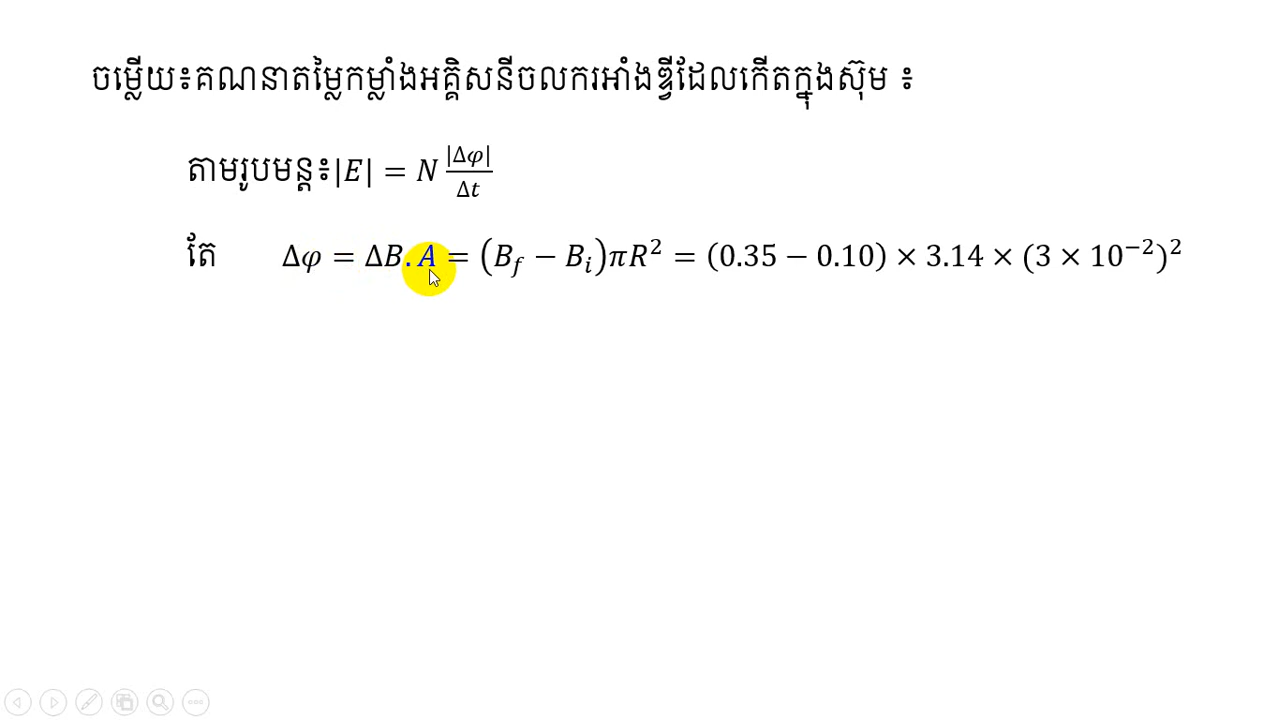 ចម្លើយ៖គណនាតម្លៃកម្លាំងអគ្គិសនីចលករអាំងឌ្វីដែលកើតក្នុងស៊ុម ៖
តាមរូបមន្ត៖|E| = N |Δφ|/Δt
តែ Δφ = ΔB. A = (B_f − B_i)πR² = (0.35 − 0.10) × 3.14 × (3 × 10⁻²)²